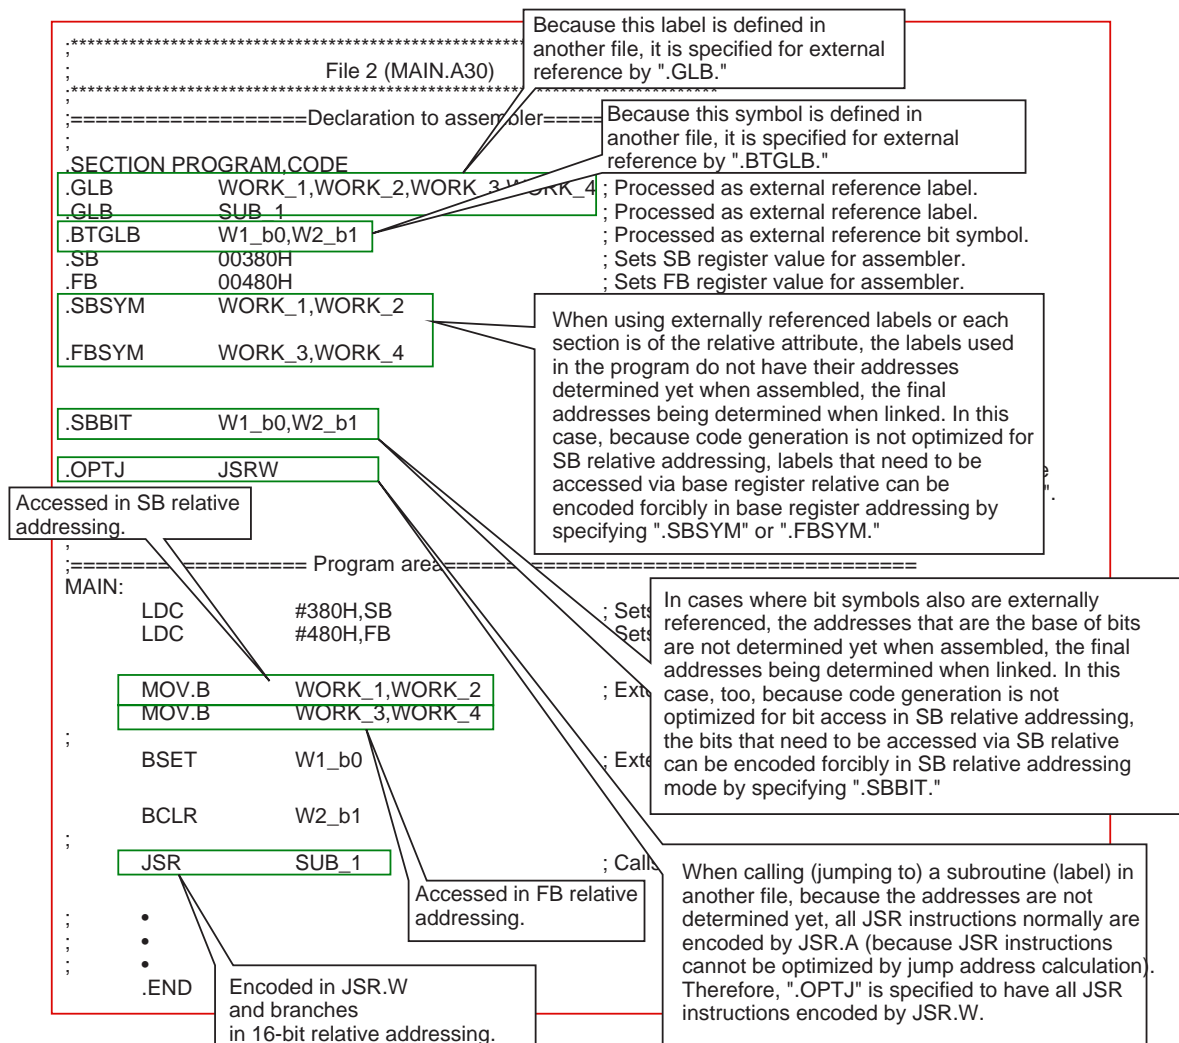 Because this label is defined in
another file, it is specified for external
reference by ".GLB."
;**********************************************************
; File 2 (MAIN.A30)
;**********************************************************************************
;===================Declaration to assembler=====
;
Because this symbol is defined in
another file, it is specified for external
reference by ".BTGLB."
.SECTION PROGRAM,CODE
.GLB WORK_1,WORK_2,WORK_3,WORK_4 ; Processed as external reference label.
.GLB SUB_1 ; Processed as external reference label.
.BTGLB W1_b0,W2_b1 ; Processed as external reference bit symbol.
.SB 00380H ; Sets SB register value for assembler.
.FB 00480H ; Sets FB register value for assembler.
.SBSYM WORK_1,WORK_2
.FBSYM WORK_3,WORK_4
.SBBIT W1_b0,W2_b1
.OPTJ JSRW
When using externally referenced labels or each
section is of the relative attribute, the labels used
in the program do not have their addresses
determined yet when assembled, the final
addresses being determined when linked. In this
case, because code generation is not optimized for
SB relative addressing, labels that need to be
accessed via base register relative can be
encoded forcibly in base register addressing by
specifying ".SBSYM" or ".FBSYM."
Accessed in SB relative
addressing.
;
;=================== Program area======================================
MAIN:
LDC #380H,SB ; Sets
LDC #480H,FB ; Sets
MOV.B WORK_1,WORK_2 ; Exte
MOV.B WORK_3,WORK_4
;
BSET W1_b0 ; Exte
BCLR W2_b1
;
JSR SUB_1 ; Calls
In cases where bit symbols also are externally
referenced, the addresses that are the base of bits
are not determined yet when assembled, the final
addresses being determined when linked. In this
case, too, because code generation is not
optimized for bit access in SB relative addressing,
the bits that need to be accessed via SB relative
can be encoded forcibly in SB relative addressing
mode by specifying ".SBBIT."
Accessed in FB relative
addressing.
; •
; •
; •
.END
Encoded in JSR.W
and branches
in 16-bit relative addressing.
When calling (jumping to) a subroutine (label) in
another file, because the addresses are not
determined yet, all JSR instructions normally are
encoded by JSR.A (because JSR instructions
cannot be optimized by jump address calculation).
Therefore, ".OPTJ" is specified to have all JSR
instructions encoded by JSR.W.